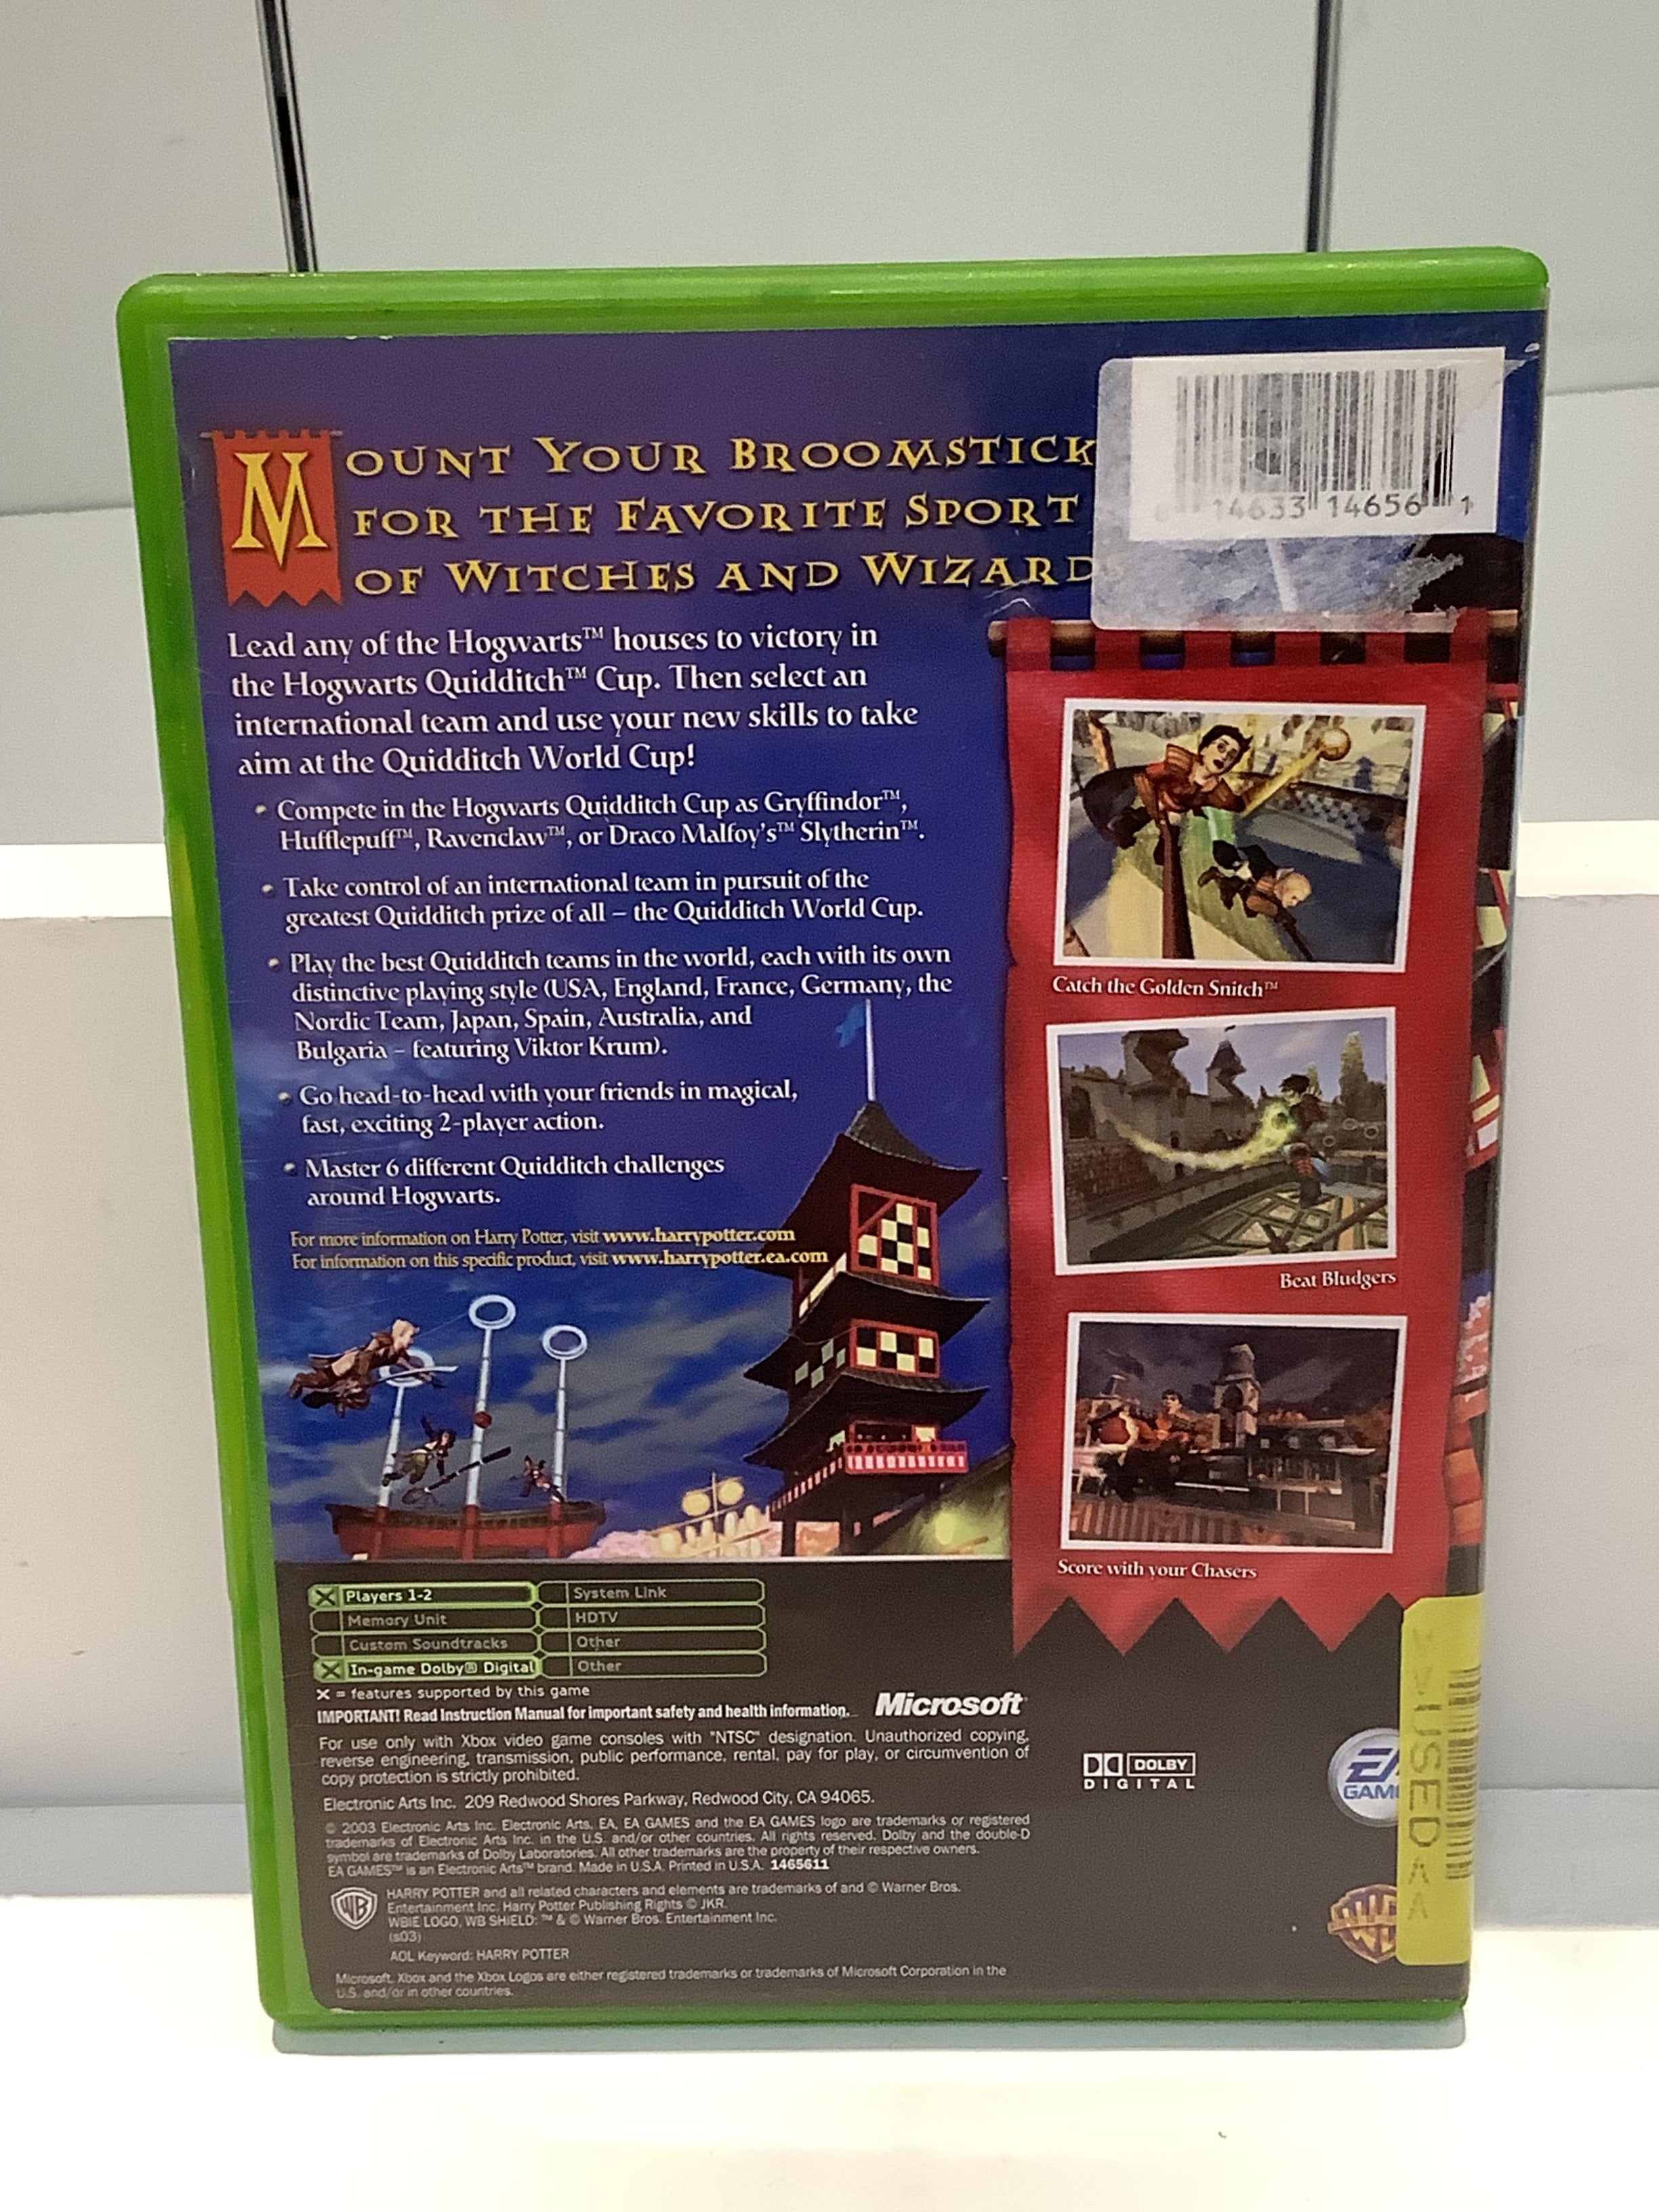 MOUNT YOUR BROOMSTICK
FOR THE FAVORITE SPORT
OF WITCHES AND WIZARDS
14633 14656 1
Lead any of the Hogwarts™ houses to victory in
the Hogwarts Quidditch™ Cup. Then select an
international team and use your new skills to take
aim at the Quidditch World Cup!
• Compete in the Hogwarts Quidditch Cup as Gryffindor™,
Hufflepuff™, Ravenclaw™, or Draco Malfoy's™ Slytherin™.
• Take control of an international team in pursuit of the
greatest Quidditch prize of all – the Quidditch World Cup.
• Play the best Quidditch teams in the world, each with its own
distinctive playing style (USA, England, France, Germany, the
Nordic Team, Japan, Spain, Australia, and
Bulgaria – featuring Viktor Krum).
• Go head-to-head with your friends in magical,
fast, exciting 2-player action.
• Master 6 different Quidditch challenges
around Hogwarts.
For more information on Harry Potter, visit www.harrypotter.com
For information on this specific product, visit www.harrypotter.ea.com
Catch the Golden Snitch™
Beat Bludgers
Score with your Chasers
X Players 1-2
System Link
Memory Unit
HDTV
Custom Soundtracks
Other
X In-game Dolby® Digital
Other
X = features supported by this game
IMPORTANT! Read Instruction Manual for important safety and health information.
Microsoft
For use only with Xbox video game consoles with "NTSC" designation. Unauthorized copying,
reverse engineering, transmission, public performance, rental, pay for play, or circumvention of
copy protection is strictly prohibited.
Electronic Arts Inc. 209 Redwood Shores Parkway, Redwood City, CA 94065.
© 2003 Electronic Arts Inc. Electronic Arts, EA, EA GAMES and the EA GAMES logo are trademarks or registered
trademarks of Electronic Arts Inc. in the U.S. and/or other countries. All rights reserved. Dolby and the double-D
symbol are trademarks of Dolby Laboratories. All other trademarks are the property of their respective owners.
EA GAMES™ is an Electronic Arts™ brand. Made in U.S.A. Printed in U.S.A. 1465611
WB
HARRY POTTER and all related characters and elements are trademarks of and © Warner Bros.
Entertainment Inc. Harry Potter Publishing Rights © JKR.
WBIE LOGO, WB SHIELD: ™ & © Warner Bros. Entertainment Inc.
(s03)
AOL Keyword: HARRY POTTER
Microsoft, Xbox and the Xbox Logos are either registered trademarks or trademarks of Microsoft Corporation in the
U.S. and/or in other countries.
DOLBY
DIGITAL
EA
GAM
USED